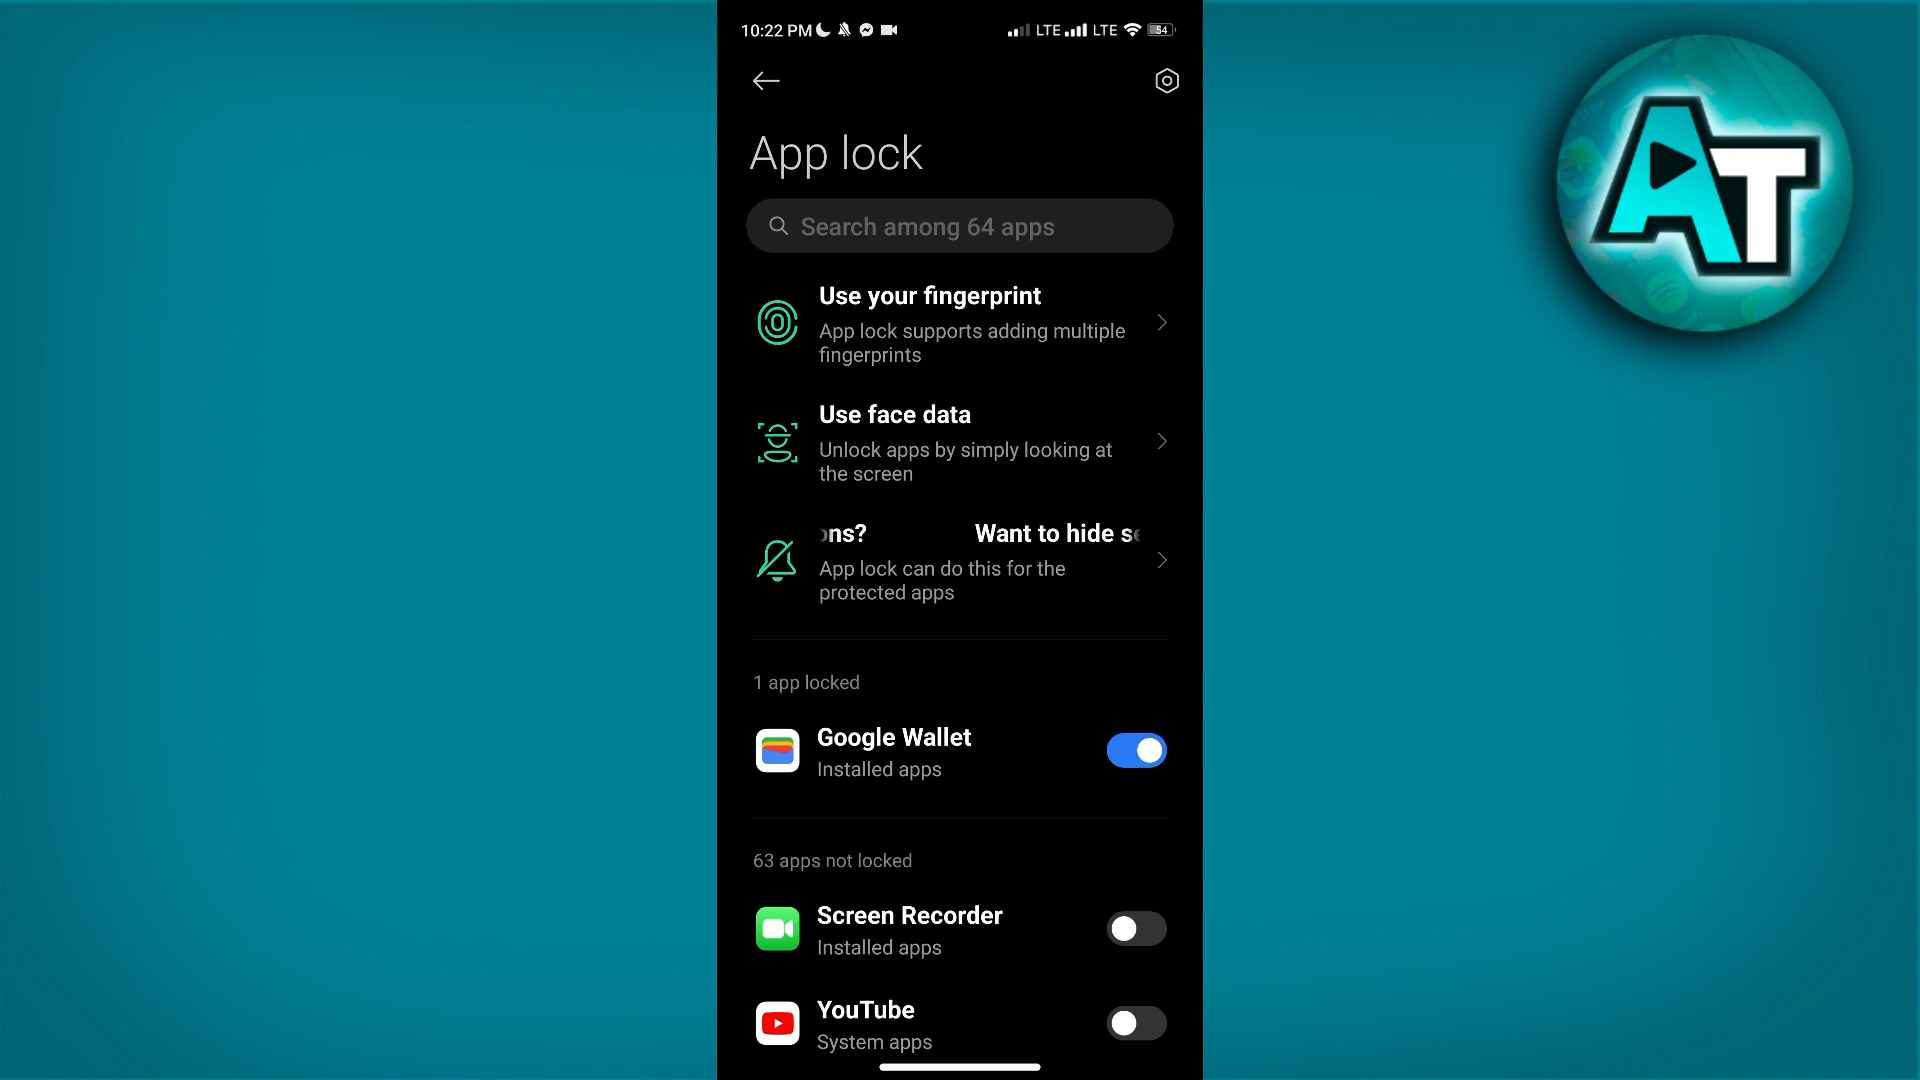 10:22 PM LTE LTE 54
App lock
Search among 64 apps
Use your fingerprint
App lock supports adding multiple
fingerprints
Use face data
Unlock apps by simply looking at
the screen
ons? Want to hide se
App lock can do this for the
protected apps
1 app locked
Google Wallet
Installed apps
63 apps not locked
Screen Recorder
Installed apps
YouTube
System apps
AT